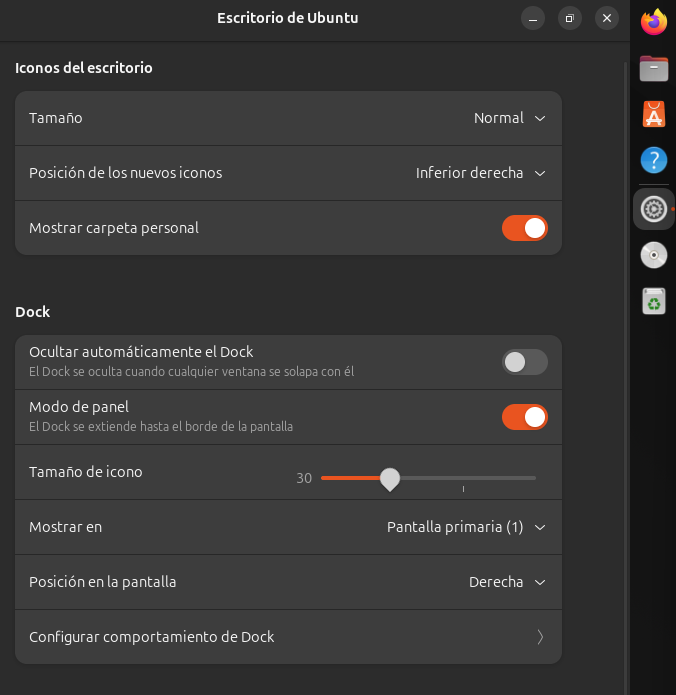 Escritorio de Ubuntu
Iconos del escritorio
Tamaño
Normal
Posición de los nuevos iconos
Inferior derecha
Mostrar carpeta personal
Dock
Ocultar automáticamente el Dock
El Dock se oculta cuando cualquier ventana se solapa con él
Modo de panel
El Dock se extiende hasta el borde de la pantalla
Tamaño de icono
30
Mostrar en
Pantalla primaria (1)
Posición en la pantalla
Derecha
Configurar comportamiento de Dock